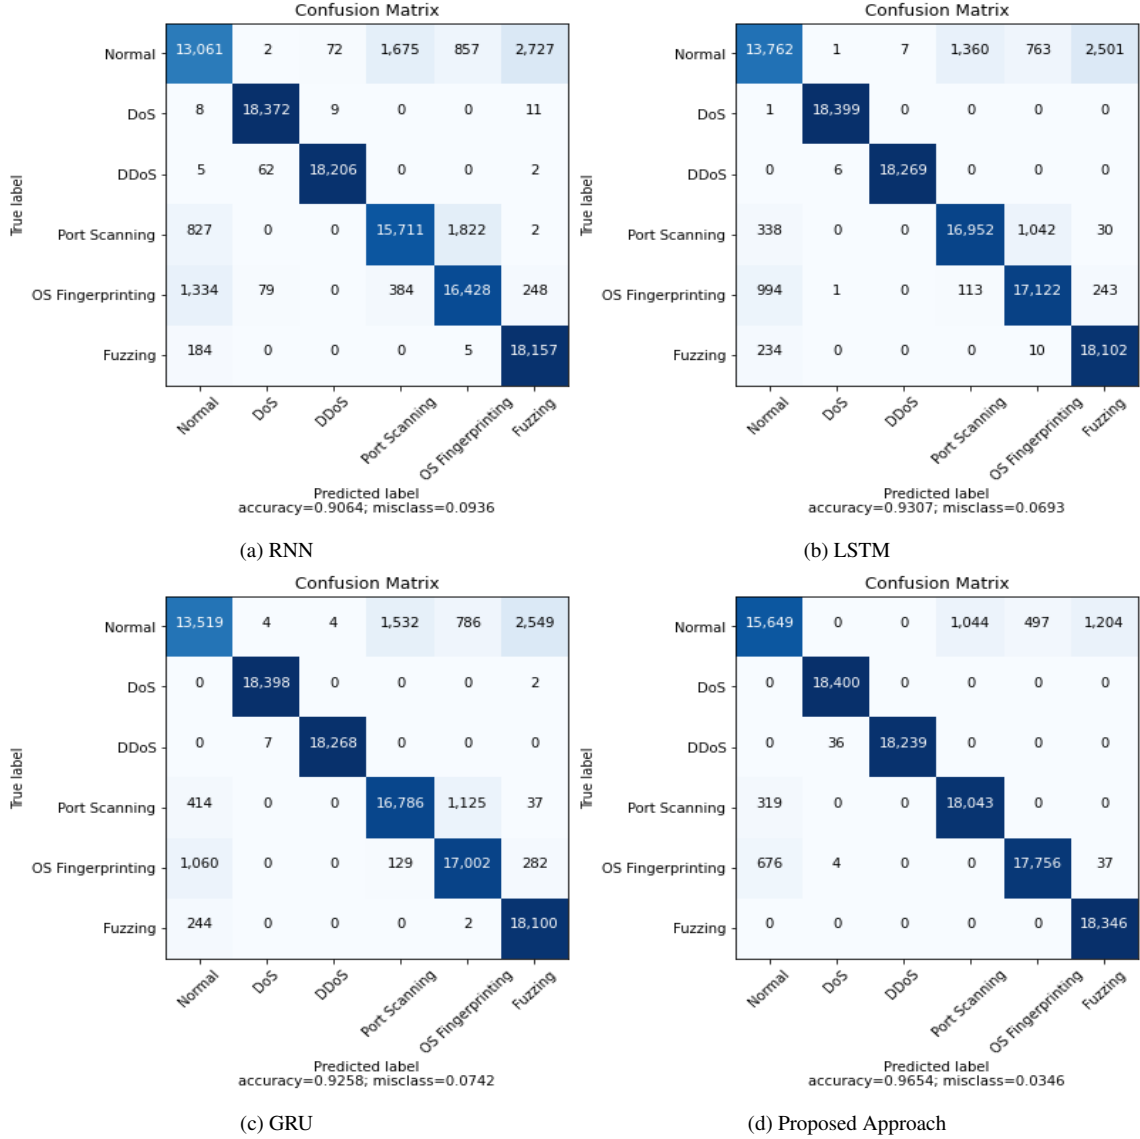 Confusion Matrix
Normal 13,061 2 72 1,675 857 2,727
DoS 8 18,372 9 0 0 11
DDoS 5 62 18,206 0 0 2
Port Scanning 827 0 0 15,711 1,822 2
OS Fingerprinting 1,334 79 0 384 16,428 248
Fuzzing 184 0 0 0 5 18,157
True label
Normal DoS DDoS Port Scanning OS Fingerprinting Fuzzing
Predicted label
accuracy=0.9064; misclass=0.0936
(a) RNN
Confusion Matrix
Normal 13,762 1 7 1,360 763 2,501
DoS 1 18,399 0 0 0 0
DDoS 0 6 18,269 0 0 0
Port Scanning 338 0 0 16,952 1,042 30
OS Fingerprinting 994 1 0 113 17,122 243
Fuzzing 234 0 0 0 10 18,102
True label
Normal DoS DDoS Port Scanning OS Fingerprinting Fuzzing
Predicted label
accuracy=0.9307; misclass=0.0693
(b) LSTM
Confusion Matrix
Normal 13,519 4 4 1,532 786 2,549
DoS 0 18,398 0 0 0 2
DDoS 0 7 18,268 0 0 0
Port Scanning 414 0 0 16,786 1,125 37
OS Fingerprinting 1,060 0 0 129 17,002 282
Fuzzing 244 0 0 0 2 18,100
True label
Normal DoS DDoS Port Scanning OS Fingerprinting Fuzzing
Predicted label
accuracy=0.9258; misclass=0.0742
(c) GRU
Confusion Matrix
Normal 15,649 0 0 1,044 497 1,204
DoS 0 18,400 0 0 0 0
DDoS 0 36 18,239 0 0 0
Port Scanning 319 0 0 18,043 0 0
OS Fingerprinting 676 4 0 0 17,756 37
Fuzzing 0 0 0 0 0 18,346
True label
Normal DoS DDoS Port Scanning OS Fingerprinting Fuzzing
Predicted label
accuracy=0.9654; misclass=0.0346
(d) Proposed Approach